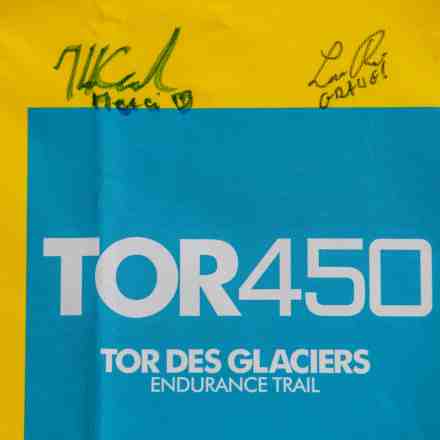 Merci
TOR450
TOR DES GLACIERS
ENDURANCE TRAIL